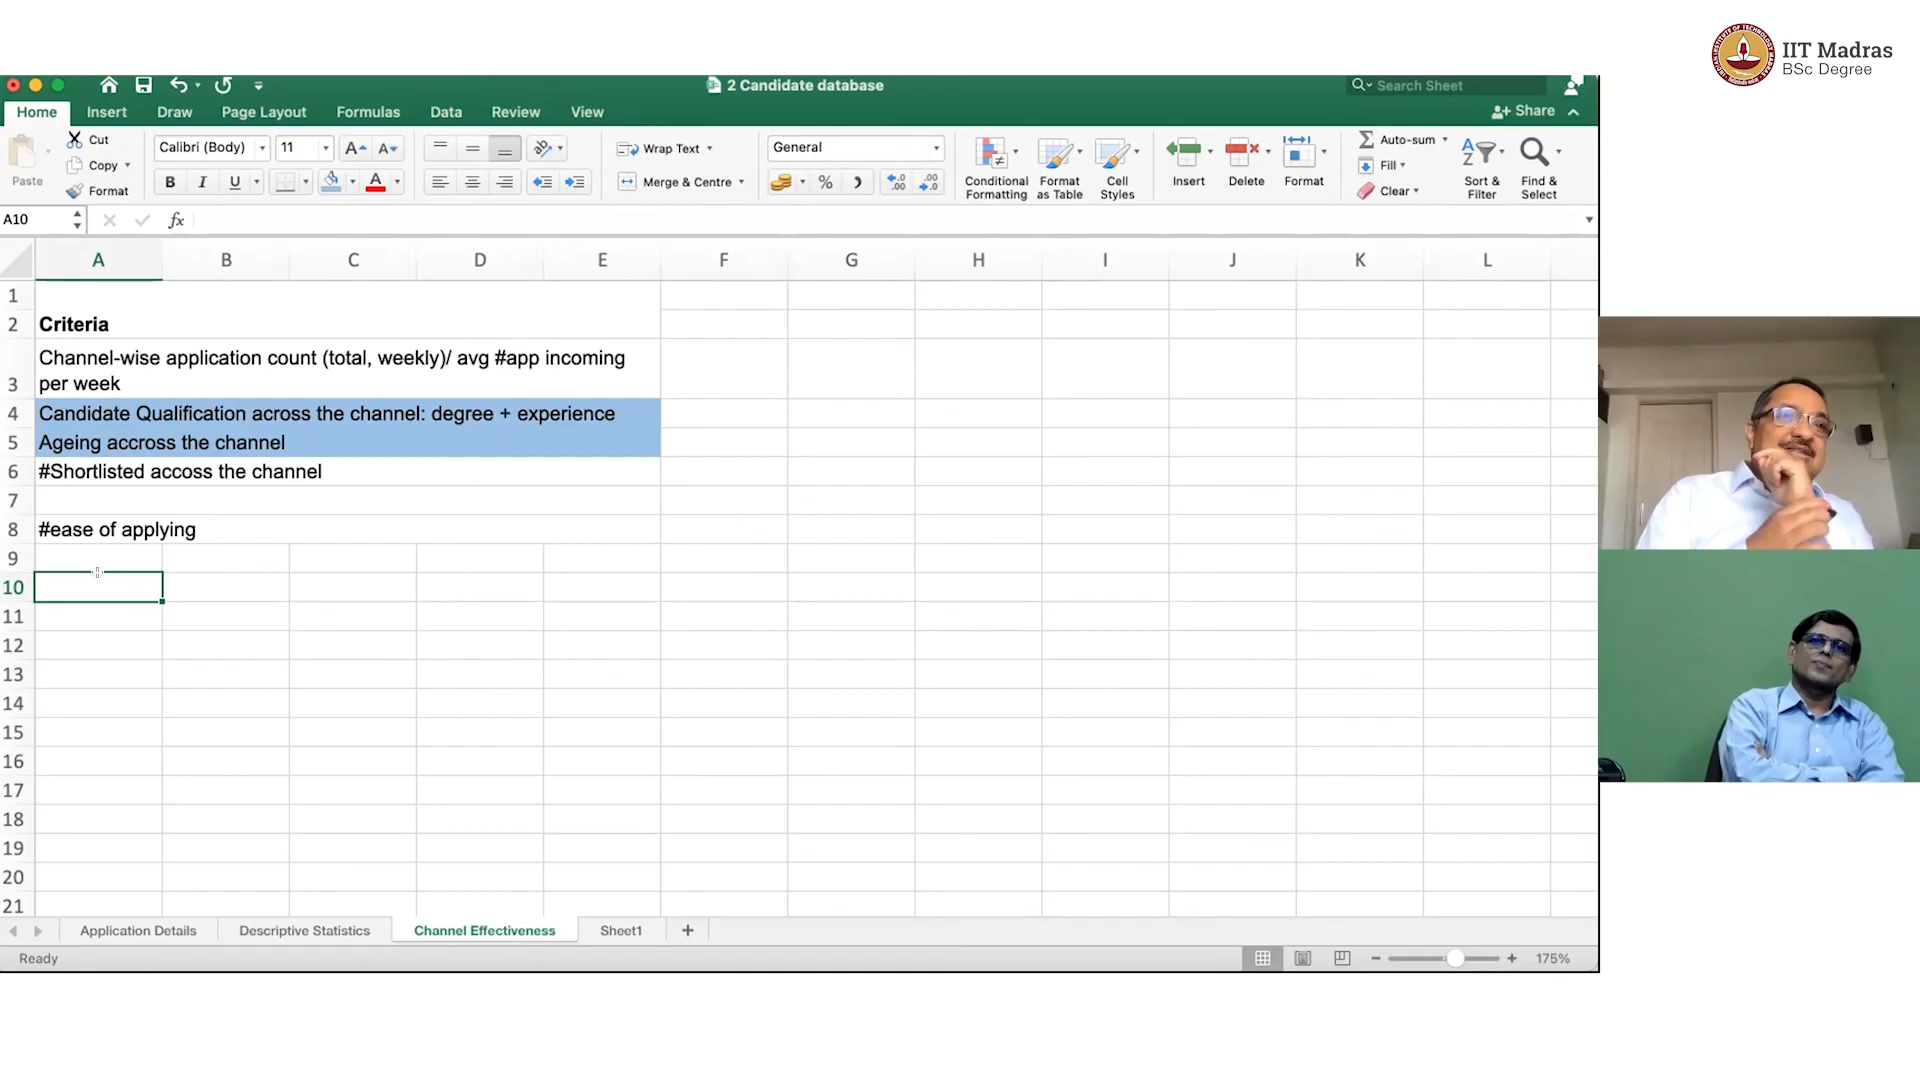 IIT Madras
BSc Degree
2 Candidate database
Search Sheet
Home Insert Draw Page Layout Formulas Data Review View
Share
Paste
Cut
Copy
Format
Calibri (Body) 11
B I U
Wrap Text
Merge & Centre
General
Conditional Formatting
Format as Table
Cell Styles
Insert
Delete
Format
Auto-sum
Fill
Clear
Sort & Filter
Find & Select
A10 fx
A B C D E F G H I J K L
1
2 Criteria
Channel-wise application count (total, weekly)/ avg #app incoming
3 per week
4 Candidate Qualification across the channel: degree + experience
5 Ageing accross the channel
6 #Shortlisted accoss the channel
7
8 #ease of applying
9
10
11
12
13
14
15
16
17
18
19
20
21
Application Details Descriptive Statistics Channel Effectiveness Sheet1 +
Ready 175%